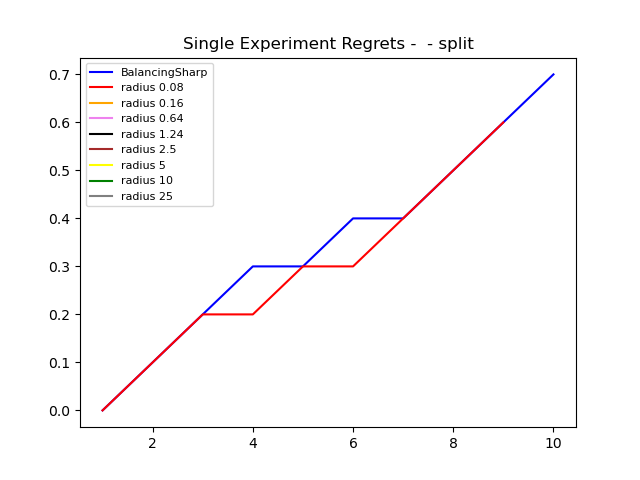 Single Experiment Regrets -  - split
BalancingSharp
radius 0.08
radius 0.16
radius 0.64
radius 1.24
radius 2.5
radius 5
radius 10
radius 25
0.7
0.6
0.5
0.4
0.3
0.2
0.1
0.0
2 4 6 8 10